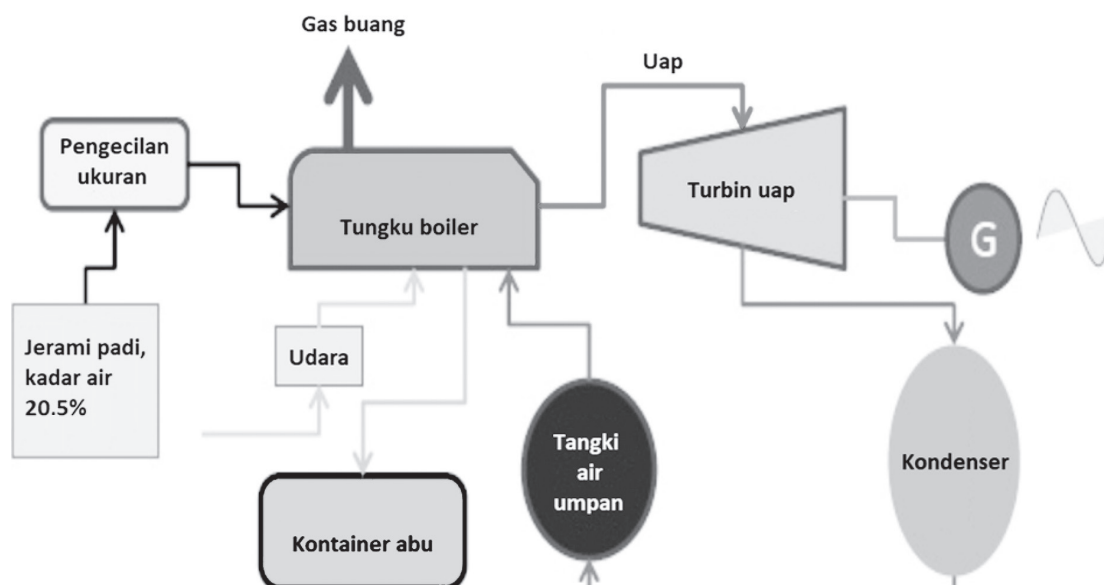 Gas buang
Uap
Pengecilan
ukuran
Tungku boiler
Turbin uap
G
Jerami padi,
kadar air
20.5%
Udara
Tangki
air
umpan
Kondenser
Kontainer abu